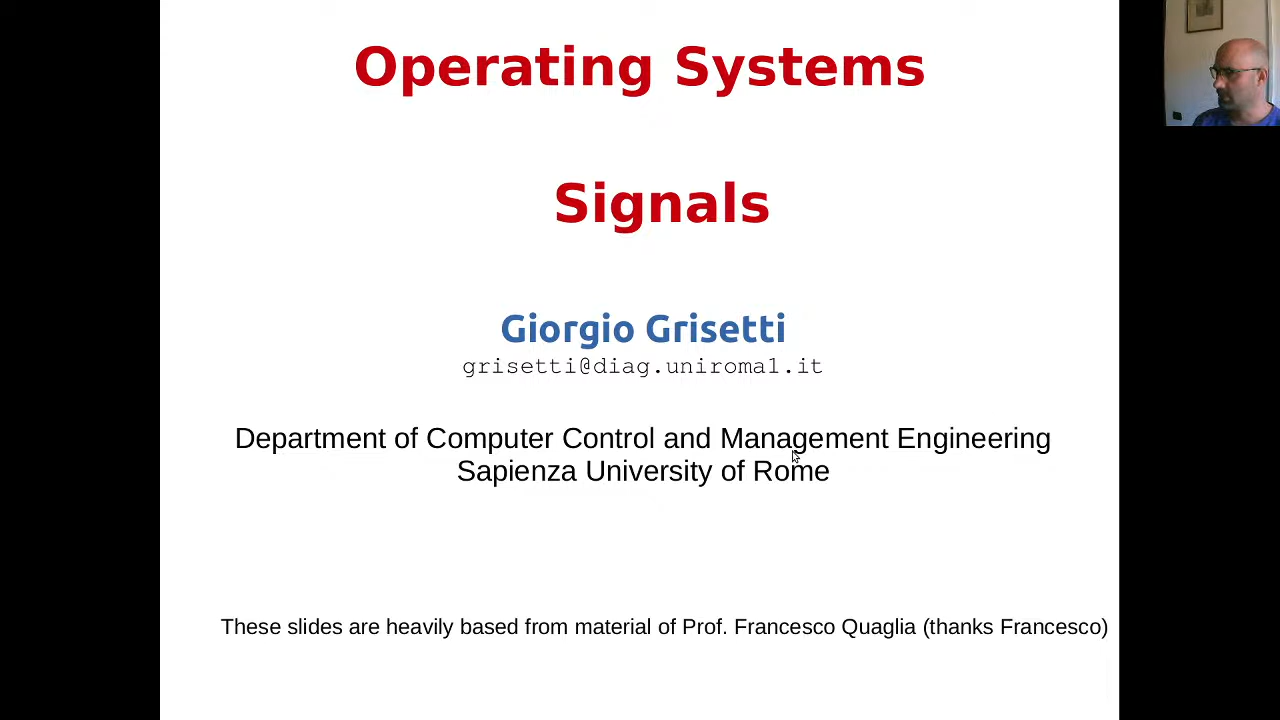 Operating Systems
Signals
Giorgio Grisetti
grisetti@diag.uniroma1.it
Department of Computer Control and Management Engineering
Sapienza University of Rome
These slides are heavily based from material of Prof. Francesco Quaglia (thanks Francesco)